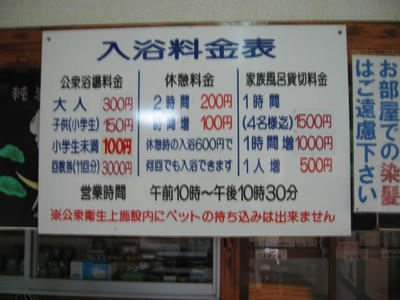 入浴料金表
公衆浴場料金
大人 300円
子供(小学生) 150円
小学生未満 100円
回数券(11回分) 3000円
休憩料金
2時間 200円
時間増 100円
休憩時の入浴600円で
何回でも入浴できます
家族風呂貸切料金
1時間
(4名様迄) 1500円
1時間増 1000円
1人増 500円
営業時間 午前10時〜午後10時30分
※公衆衛生上施設内にペットの持ち込みは出来ません
お部屋での染髪
はご遠慮下さい